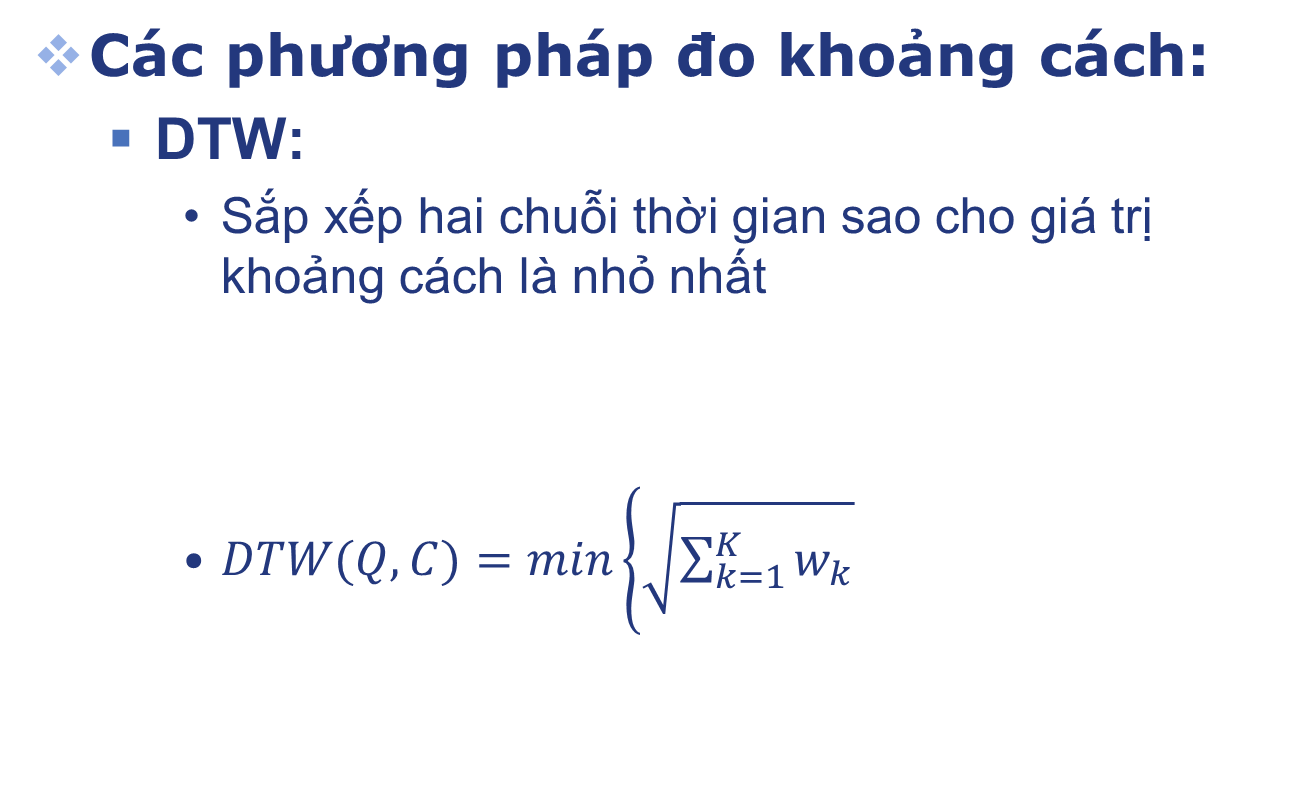 ❖Các phương pháp đo khoảng cách:
▪ DTW:
• Sắp xếp hai chuỗi thời gian sao cho giá trị
khoảng cách là nhỏ nhất
• 𝐷𝑇𝑊(𝑄, 𝐶) = 𝑚𝑖𝑛{√∑_{𝑘=1}^{𝐾} 𝑤_𝑘